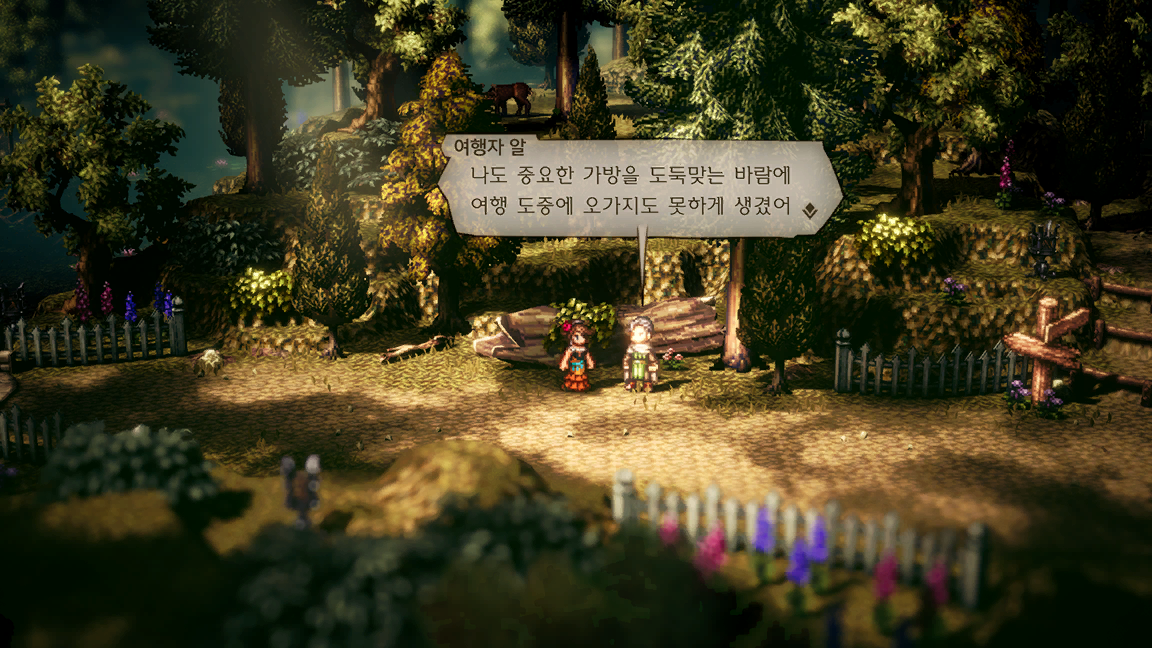 여행자 알
나도 중요한 가방을 도둑맞는 바람에
여행 도중에 오가지도 못하게 생겼어